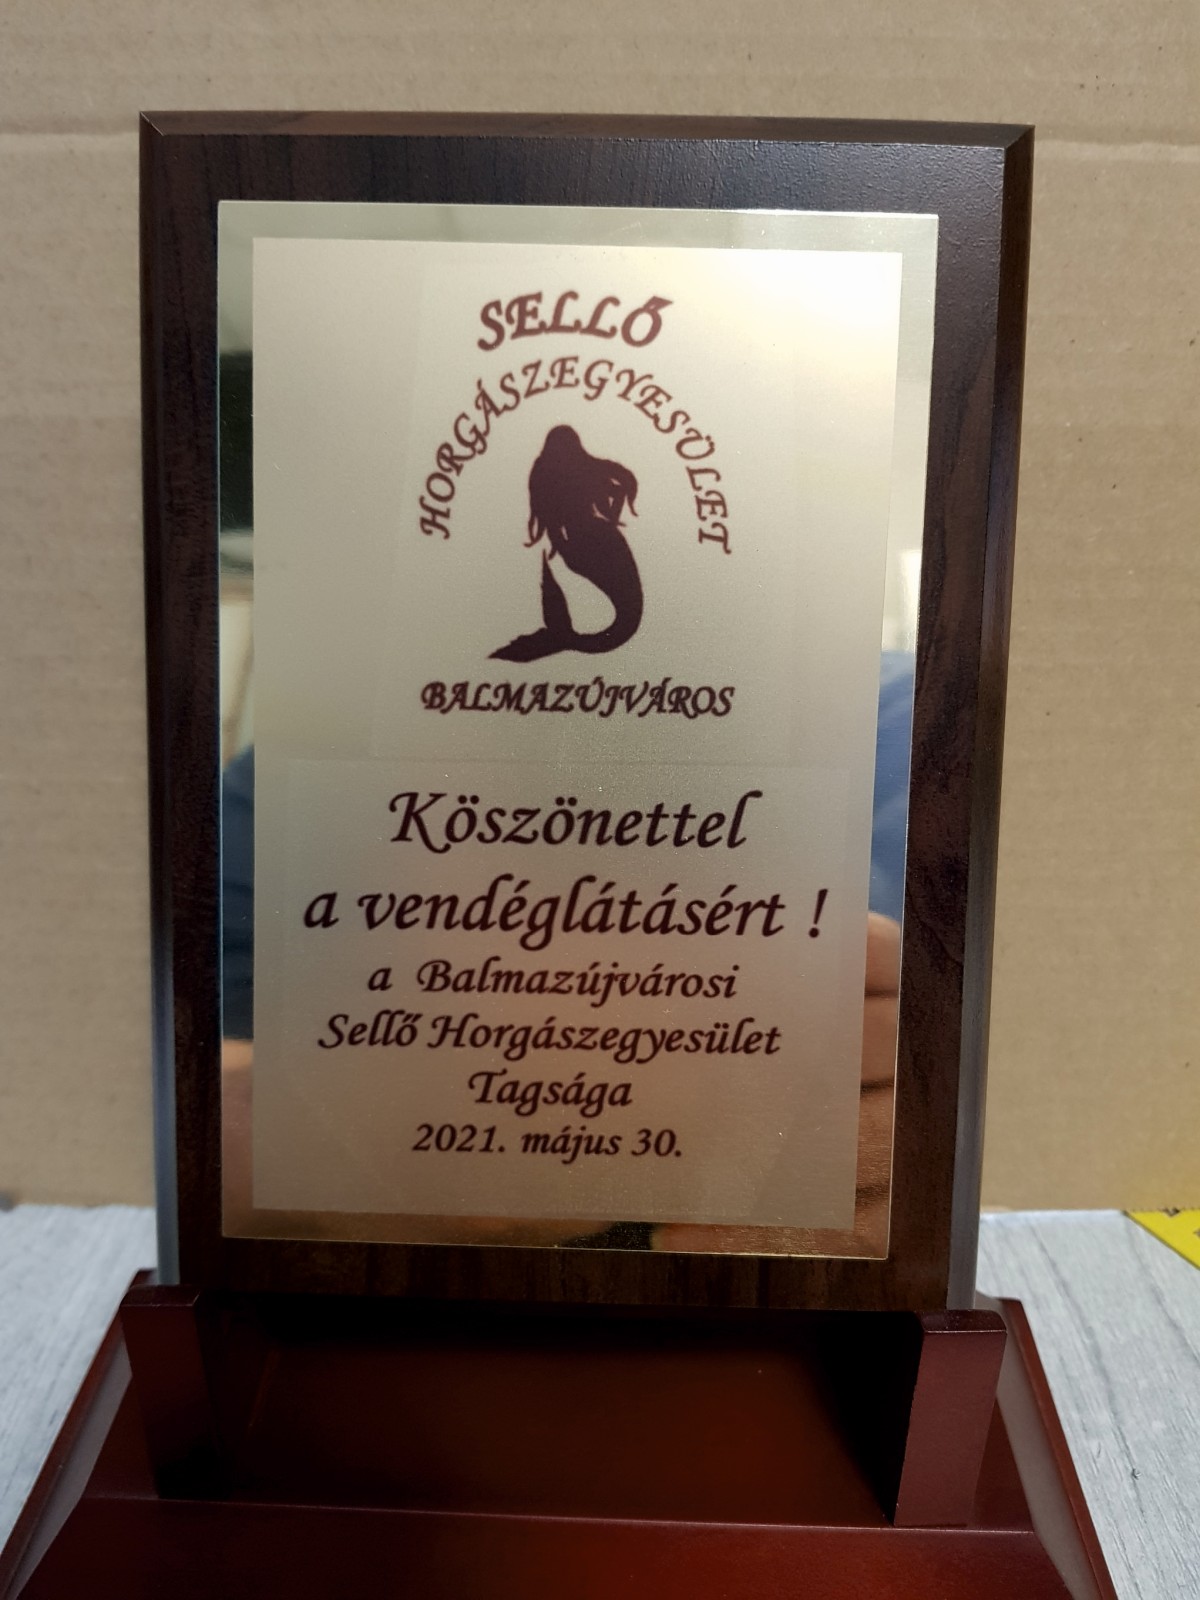 SELLŐ
HORGÁSZEGYESÜLET
BALMAZÚJVÁROS
Köszönettel
a vendéglátásért !
a Balmazújvárosi
Sellő Horgászegyesület
Tagsága
2021. május 30.